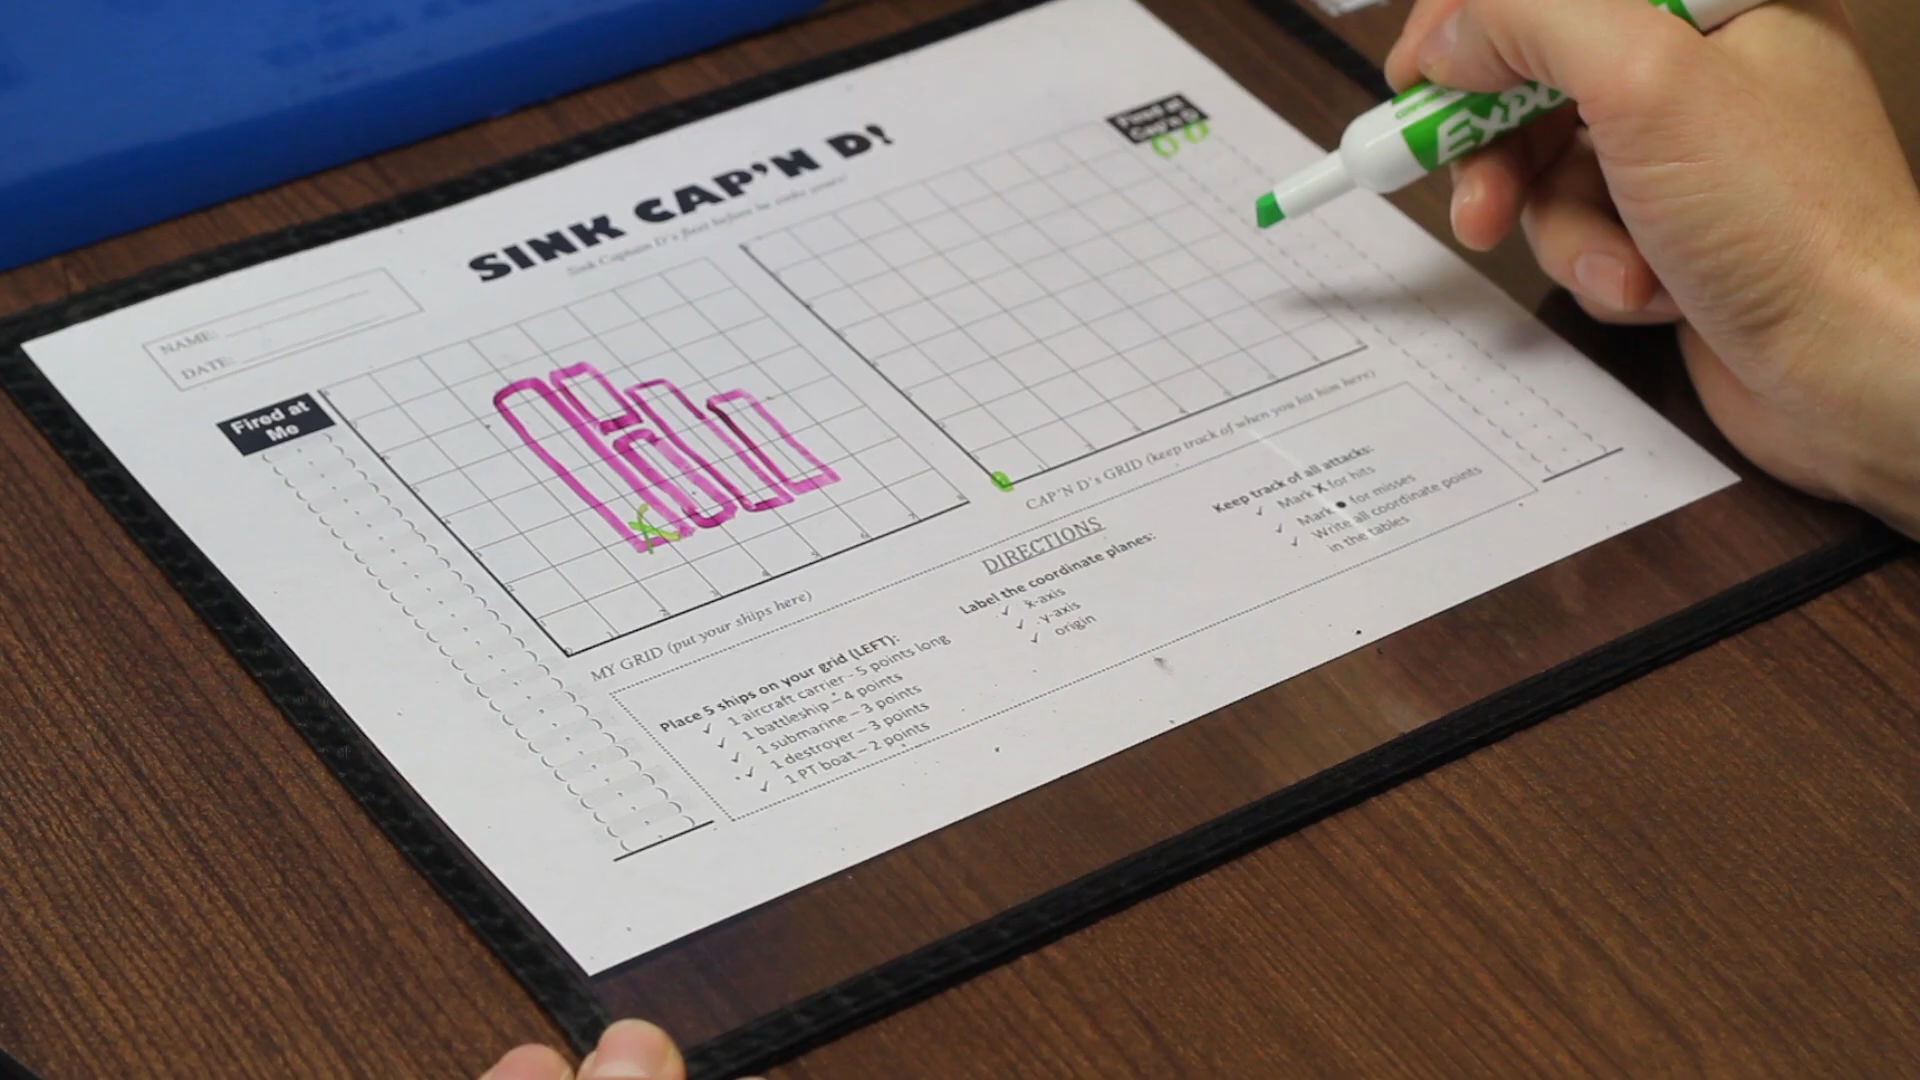 SINK CAP'N D!
Sink Captain D's fleet before he sinks yours!
NAME:
DATE:
Fired at
Me
Fired at
Cap'n D
0 0
X
MY GRID (put your ships here)
CAP'N D's GRID (keep track of when you hit him here)
DIRECTIONS
Place 5 ships on your grid (LEFT):
✓ 1 aircraft carrier - 5 points long
✓ 1 battleship – 4 points
✓ 1 submarine – 3 points
✓ 1 destroyer – 3 points
✓ 1 PT boat – 2 points
Label the coordinate planes:
✓ x-axis
✓ y-axis
✓ origin
Keep track of all attacks:
✓ Mark X for hits
✓ Mark ● for misses
✓ Write all coordinate points
in the tables
EXPO